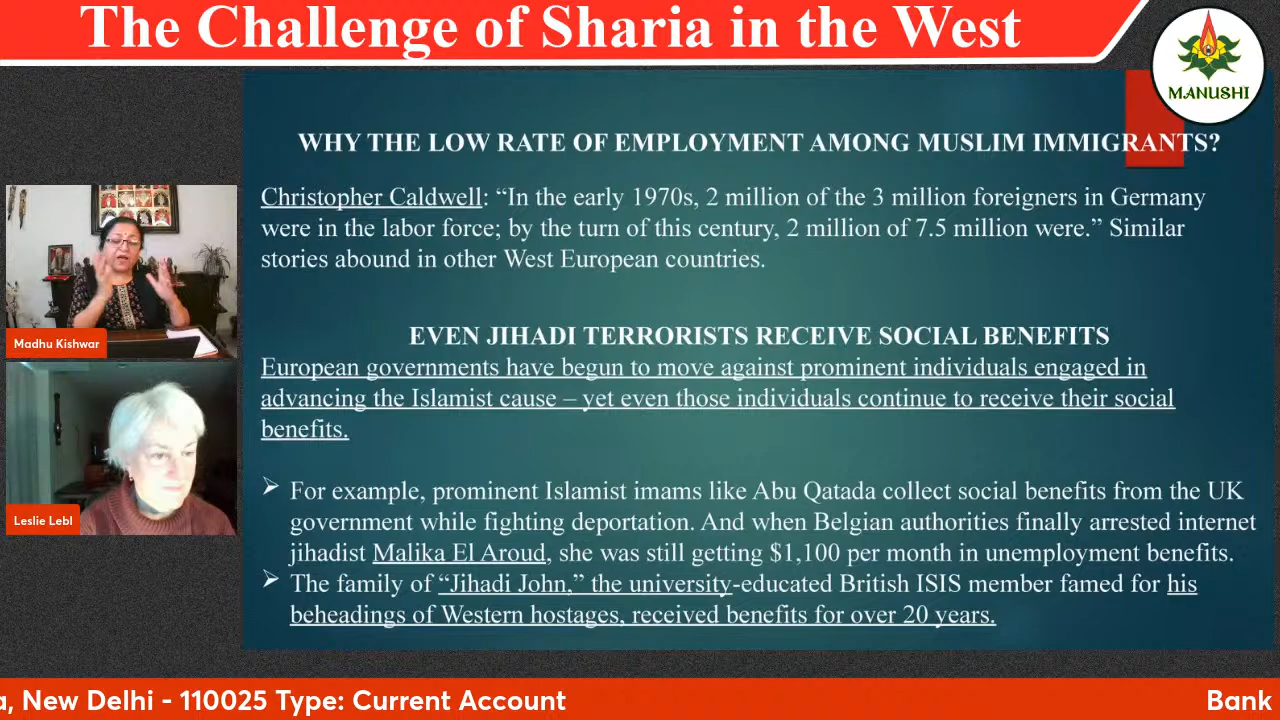 The Challenge of Sharia in the West
MANUSHI
WHY THE LOW RATE OF EMPLOYMENT AMONG MUSLIM IMMIGRANTS?
Christopher Caldwell: “In the early 1970s, 2 million of the 3 million foreigners in Germany
were in the labor force; by the turn of this century, 2 million of 7.5 million were.” Similar
stories abound in other West European countries.
EVEN JIHADI TERRORISTS RECEIVE SOCIAL BENEFITS
European governments have begun to move against prominent individuals engaged in
advancing the Islamist cause – yet even those individuals continue to receive their social
benefits.
For example, prominent Islamist imams like Abu Qatada collect social benefits from the UK
government while fighting deportation. And when Belgian authorities finally arrested internet
jihadist Malika El Aroud, she was still getting $1,100 per month in unemployment benefits.
The family of “Jihadi John,” the university-educated British ISIS member famed for his
beheadings of Western hostages, received benefits for over 20 years.
Madhu Kishwar
Leslie Lebl
a, New Delhi - 110025 Type: Current Account
Bank